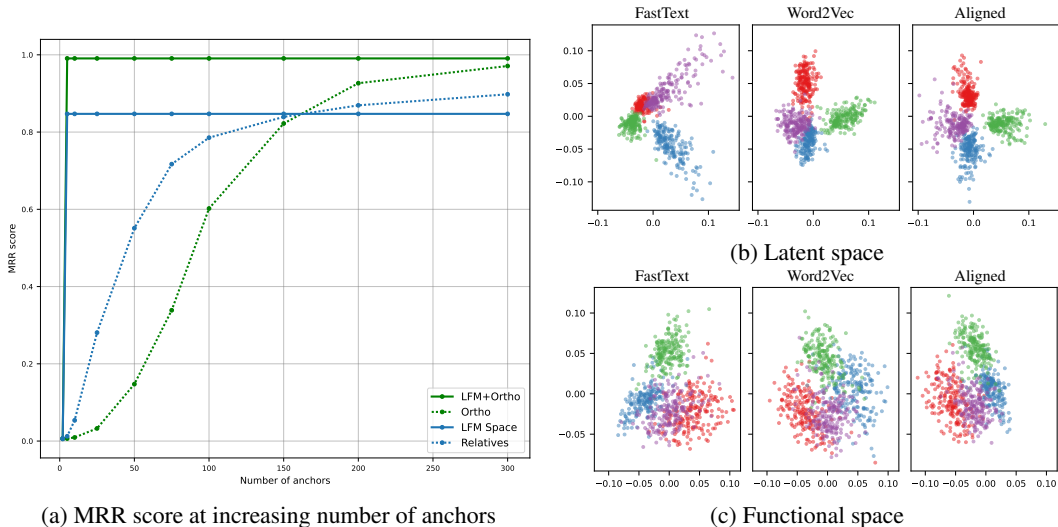 1.0
0.8
0.6
0.4
0.2
0.0
MRR score
0
50
100
150
200
250
300
Number of anchors
LFM+Ortho
Ortho
LFM Space
Relatives
(a) MRR score at increasing number of anchors
FastText
Word2Vec
Aligned
0.10
0.05
0.00
−0.05
−0.10
−0.1 0.0 0.1
−0.1 0.0 0.1
−0.1 0.0 0.1
(b) Latent space
FastText
Word2Vec
Aligned
0.10
0.05
0.00
−0.05
−0.10 −0.05 0.00 0.05 0.10
−0.10 −0.05 0.00 0.05 0.10
−0.10 −0.05 0.00 0.05 0.10
(c) Functional space